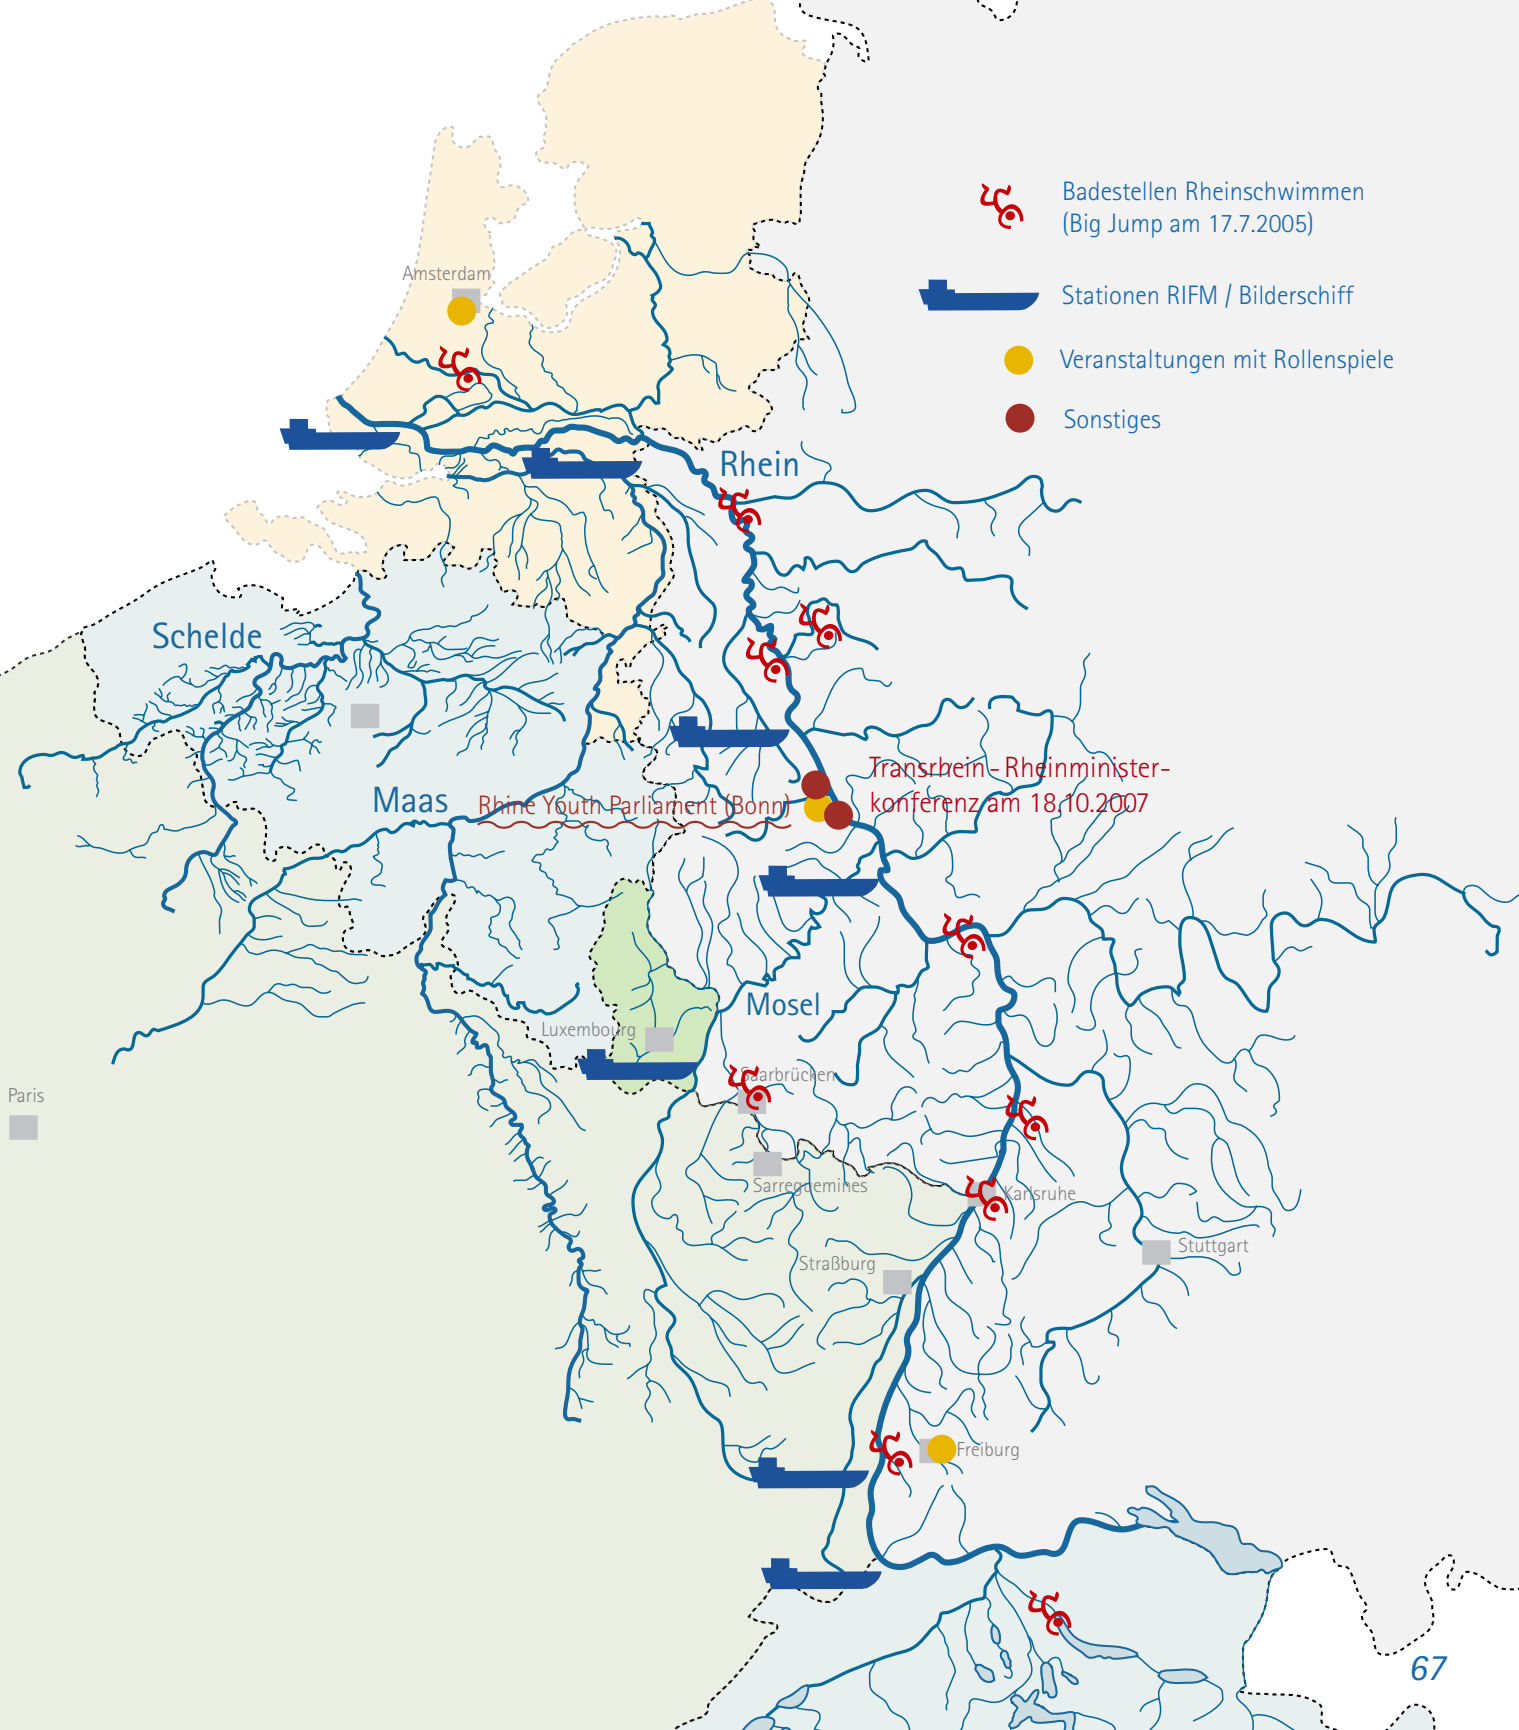 Badestellen Rheinschwimmen
(Big Jump am 17.7.2005)
Amsterdam
Stationen RIFM / Bilderschiff
Veranstaltungen mit Rollenspiele
Sonstiges
Rhein
Schelde
Transrhein - Rheinminister-
konferenz am 18.10.2007
Maas
Rhine Youth Parliament (Bonn)
Mosel
Luxembourg
Saarbrücken
Paris
Sarreguemines
Karlsruhe
Stuttgart
Straßburg
Freiburg
67